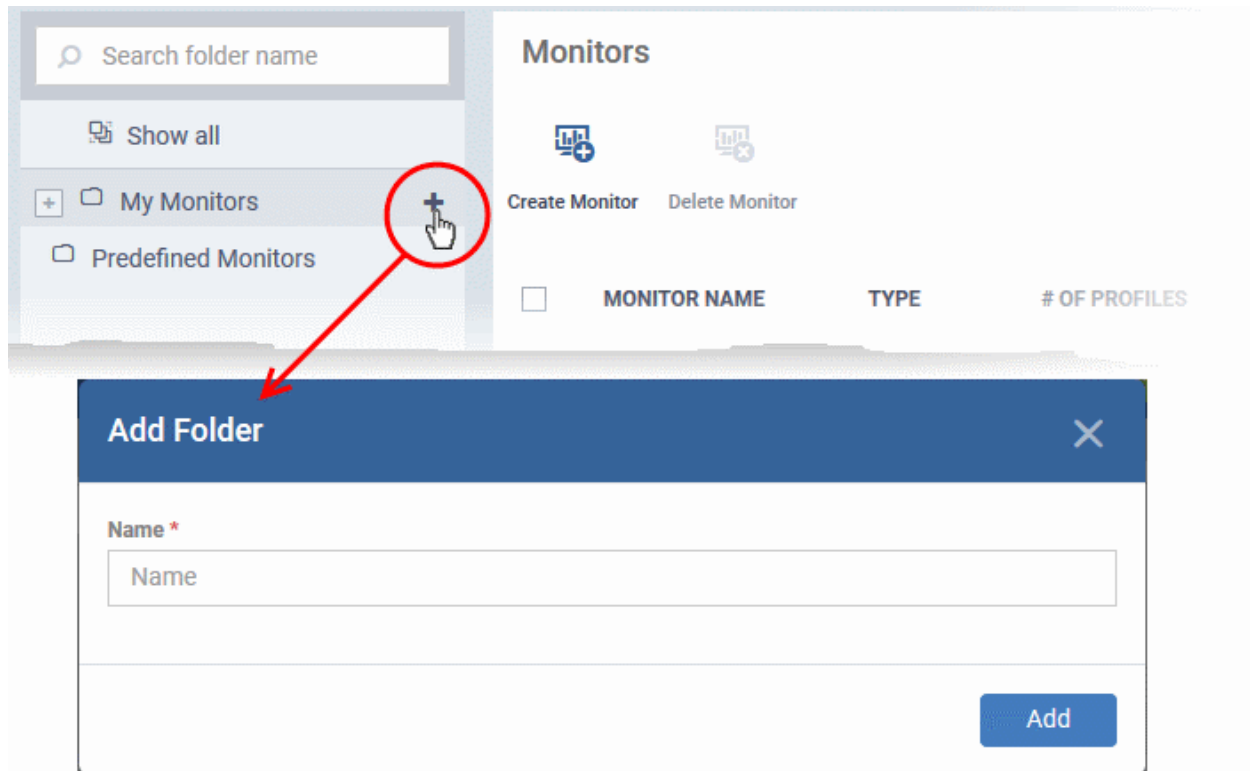 Search folder name
Show all
My Monitors
Predefined Monitors
Monitors
Create Monitor
Delete Monitor
MONITOR NAME
TYPE
# OF PROFILES
Add Folder
Name *
Name
Add